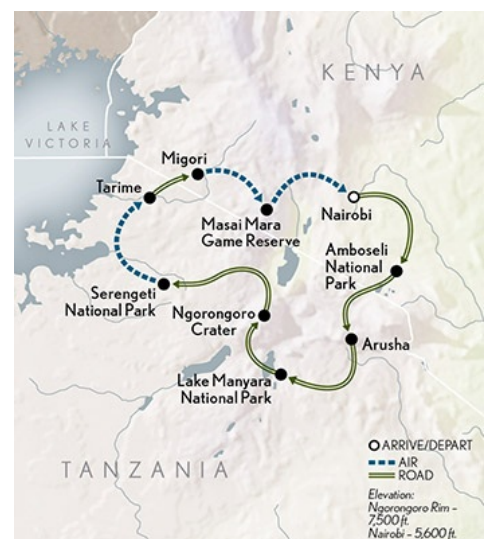 KENYA
LAKE
VICTORIA
Migori
Tarime
Masai Mara
Game Reserve
Nairobi
Amboseli
National
Park
Serengeti
National Park
Ngorongoro
Crater
Arusha
Lake Manyara
National Park
TANZANIA
ARRIVE/DEPART
AIR
ROAD
Elevation:
Ngorongoro Rim –
7,500 ft.
Nairobi – 5,600 ft.